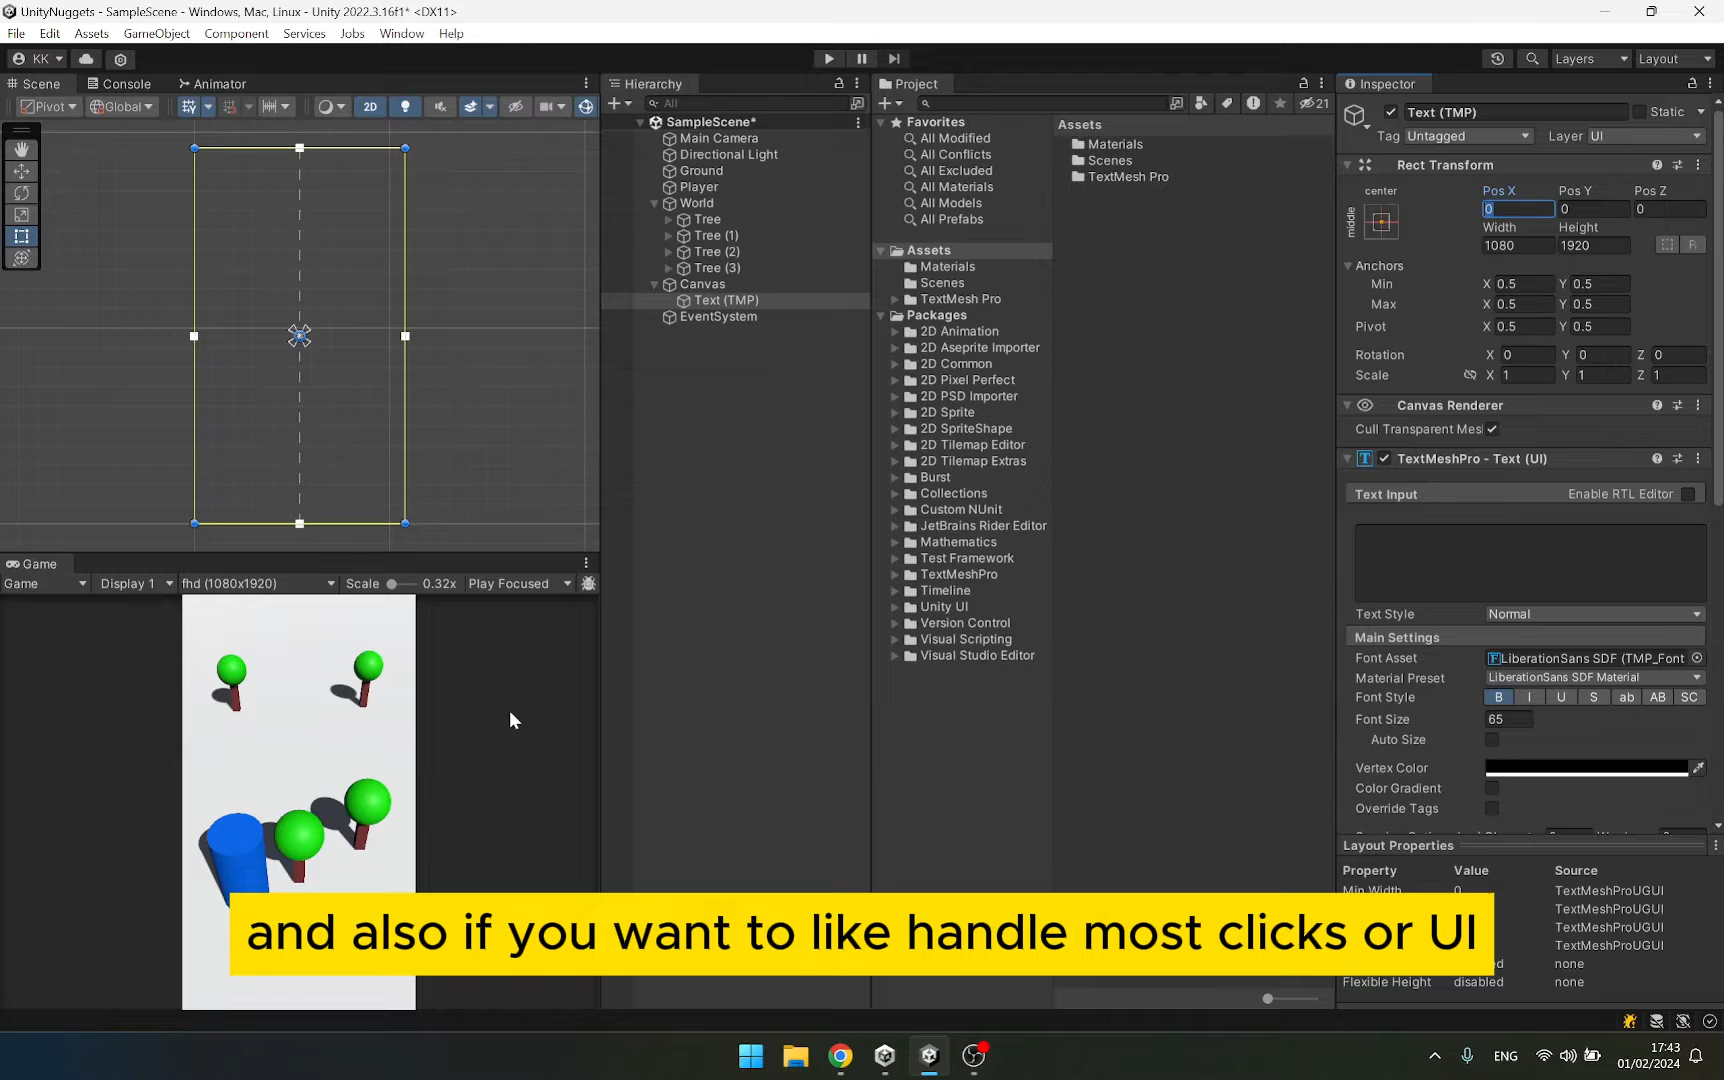 UnityNuggets - SampleScene - Windows, Mac, Linux - Unity 2022.3.16f1* <DX11>
File Edit Assets GameObject Component Services Jobs Window Help
KK
Layers Layout
Scene Console Animator
Pivot Global 2D
Hierarchy
All
SampleScene*
Main Camera
Directional Light
Ground
Player
World
Tree
Tree (1)
Tree (2)
Tree (3)
Canvas
Text (TMP)
EventSystem
Project
21
Favorites
All Modified
All Conflicts
All Excluded
All Materials
All Models
All Prefabs
Assets
Materials
Scenes
TextMesh Pro
Packages
2D Animation
2D Aseprite Importer
2D Common
2D Pixel Perfect
2D PSD Importer
2D Sprite
2D SpriteShape
2D Tilemap Editor
2D Tilemap Extras
Burst
Collections
Custom NUnit
JetBrains Rider Editor
Mathematics
Test Framework
TextMeshPro
Timeline
Unity UI
Version Control
Visual Scripting
Visual Studio Editor
Assets
Materials
Scenes
TextMesh Pro
Inspector
Text (TMP) Static
Tag Untagged Layer UI
Rect Transform
center
middle
Pos X Pos Y Pos Z
0 0 0
Width Height
1080 1920 R
Anchors
Min X 0.5 Y 0.5
Max X 0.5 Y 0.5
Pivot X 0.5 Y 0.5
Rotation X 0 Y 0 Z 0
Scale X 1 Y 1 Z 1
Canvas Renderer
Cull Transparent Mes
TextMeshPro - Text (UI)
Text Input Enable RTL Editor
Text Style Normal
Main Settings
Font Asset LiberationSans SDF (TMP_Font
Material Preset LiberationSans SDF Material
Font Style B I U S ab AB SC
Font Size 65
Auto Size
Vertex Color
Color Gradient
Override Tags
Layout Properties
Property Value Source
Min Width 0 TextMeshProUGUI
TextMeshProUGUI
TextMeshProUGUI
TextMeshProUGUI
d none
Flexible Height disabled none
Game
Game Display 1 fhd (1080x1920) Scale 0.32x Play Focused
and also if you want to like handle most clicks or UI
ENG
17:43
01/02/2024